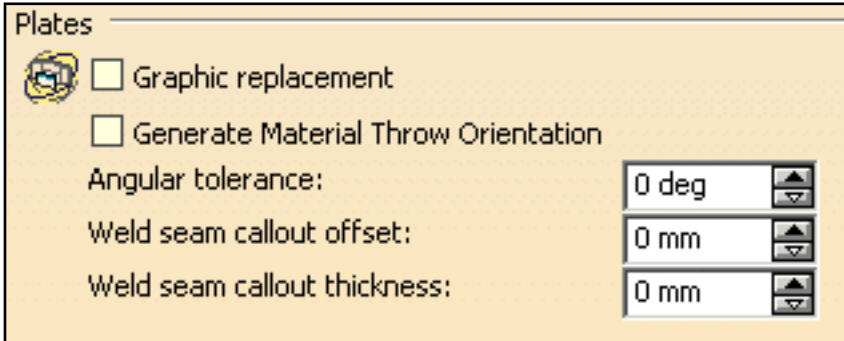 Plates
Graphic replacement
Generate Material Throw Orientation
Angular tolerance: 0 deg
Weld seam callout offset: 0 mm
Weld seam callout thickness: 0 mm